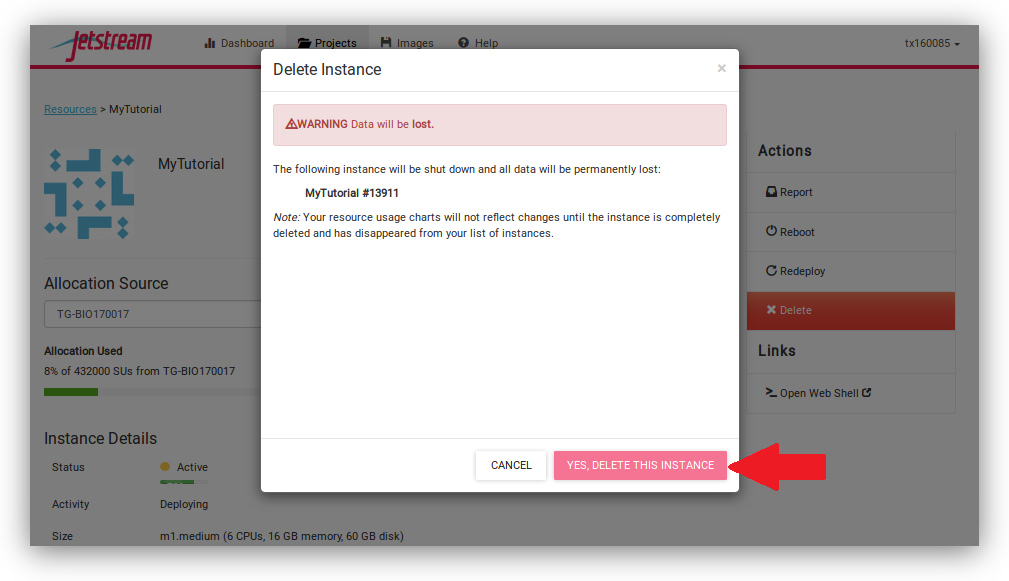 Jetstream
Dashboard
Projects
Images
Help
tx160085
Delete Instance
×
WARNING Data will be lost.
The following instance will be shut down and all data will be permanently lost:
MyTutorial #13911
Note: Your resource usage charts will not reflect changes until the instance is completely
deleted and has disappeared from your list of instances.
CANCEL
YES, DELETE THIS INSTANCE
Resources > MyTutorial
MyTutorial
Allocation Source
TG-BIO170017
Allocation Used
8% of 432000 SUs from TG-BIO170017
Instance Details
Status
Active
Activity
Deploying
Size
m1.medium (6 CPUs, 16 GB memory, 60 GB disk)
Actions
Report
Reboot
Redeploy
Delete
Links
Open Web Shell